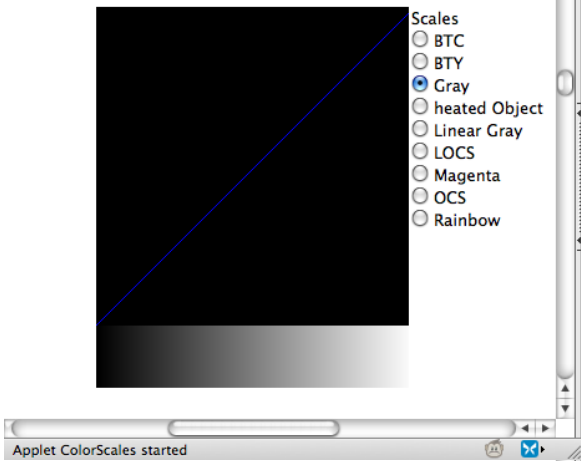 Scales
BTC
BTY
Gray
heated Object
Linear Gray
LOCS
Magenta
OCS
Rainbow
Applet ColorScales started